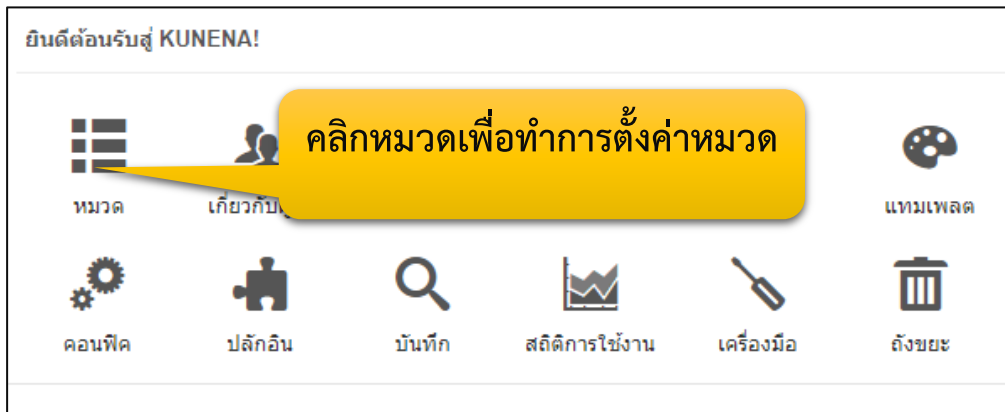 ยินดีต้อนรับสู่ KUNENA!
คลิกหมวดเพื่อทำการตั้งค่าหมวด
หมวด
แทมเพลต
คอนฟิค
ปลักอิน
บันทึก
สถิติการใช้งาน
เครื่องมือ
ถังขยะ